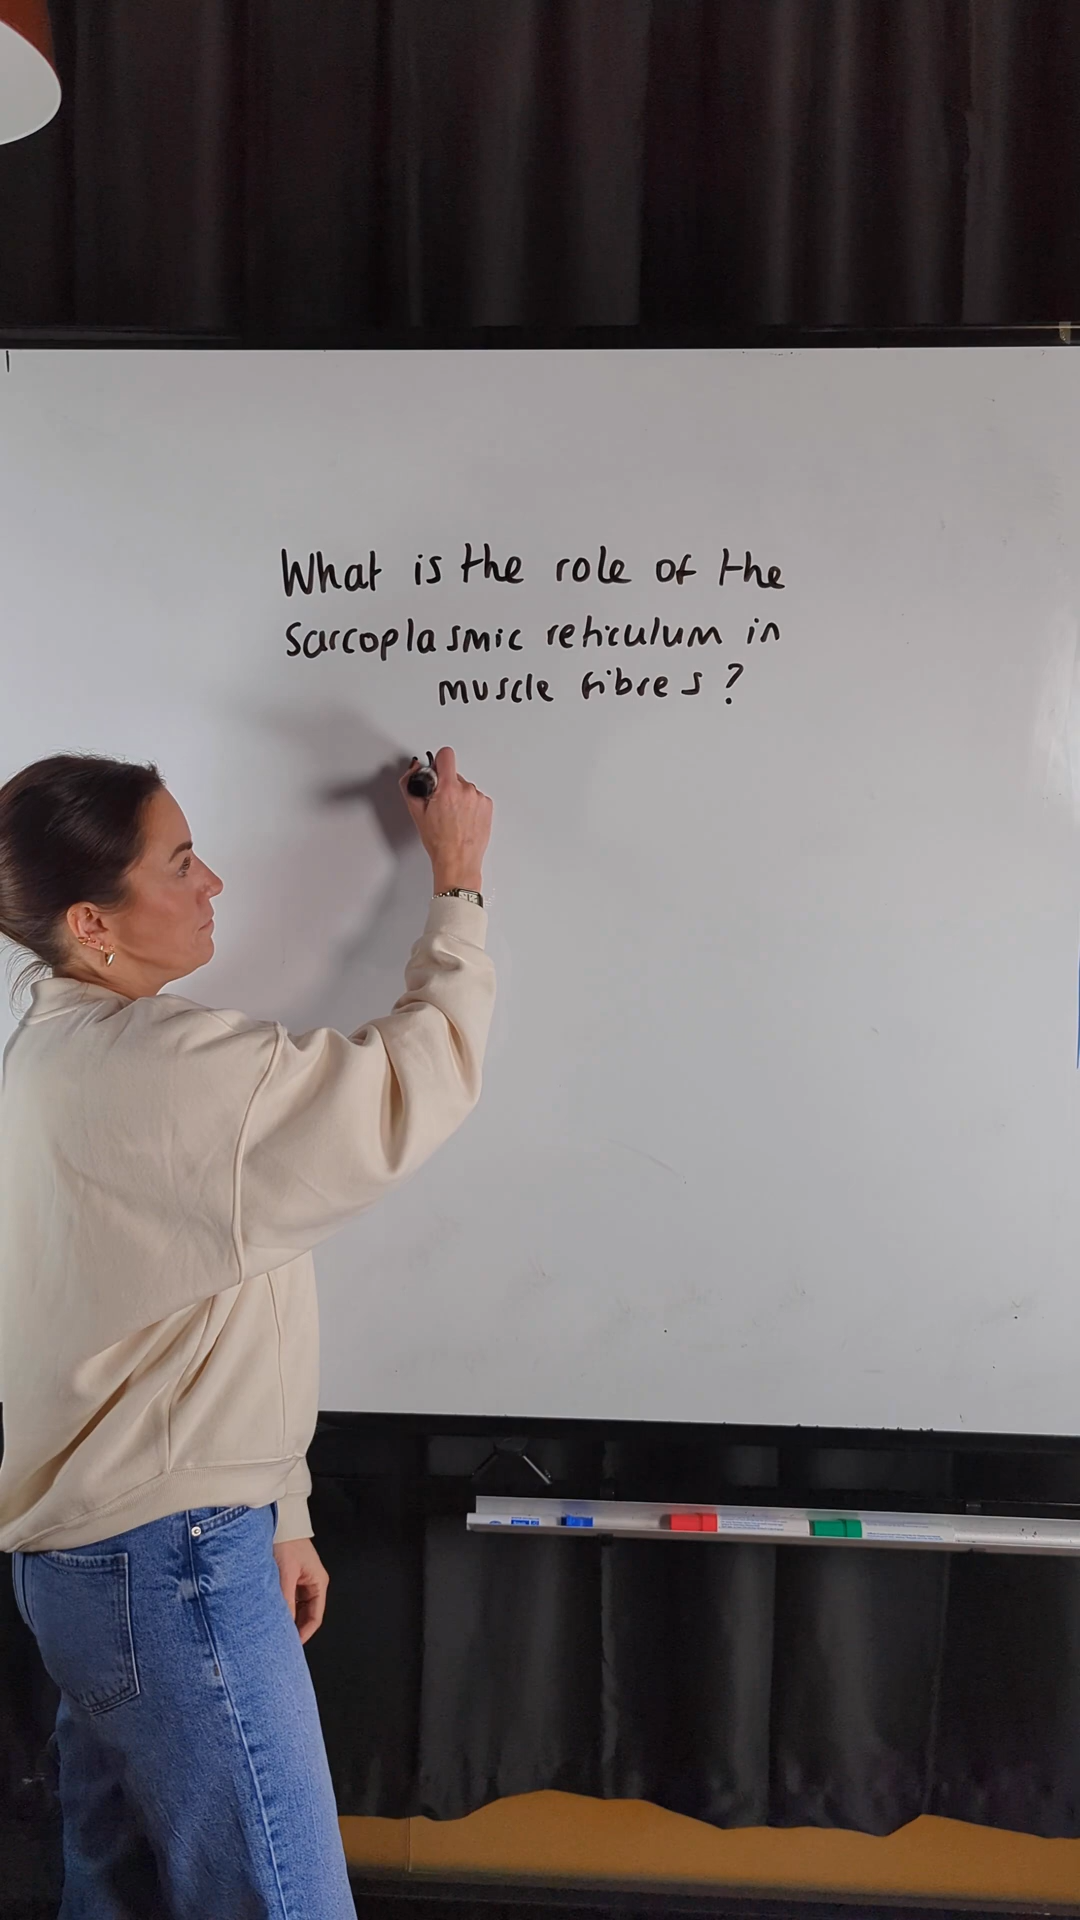 What is the role of the
sarcoplasmic reticulum in
muscle fibres?